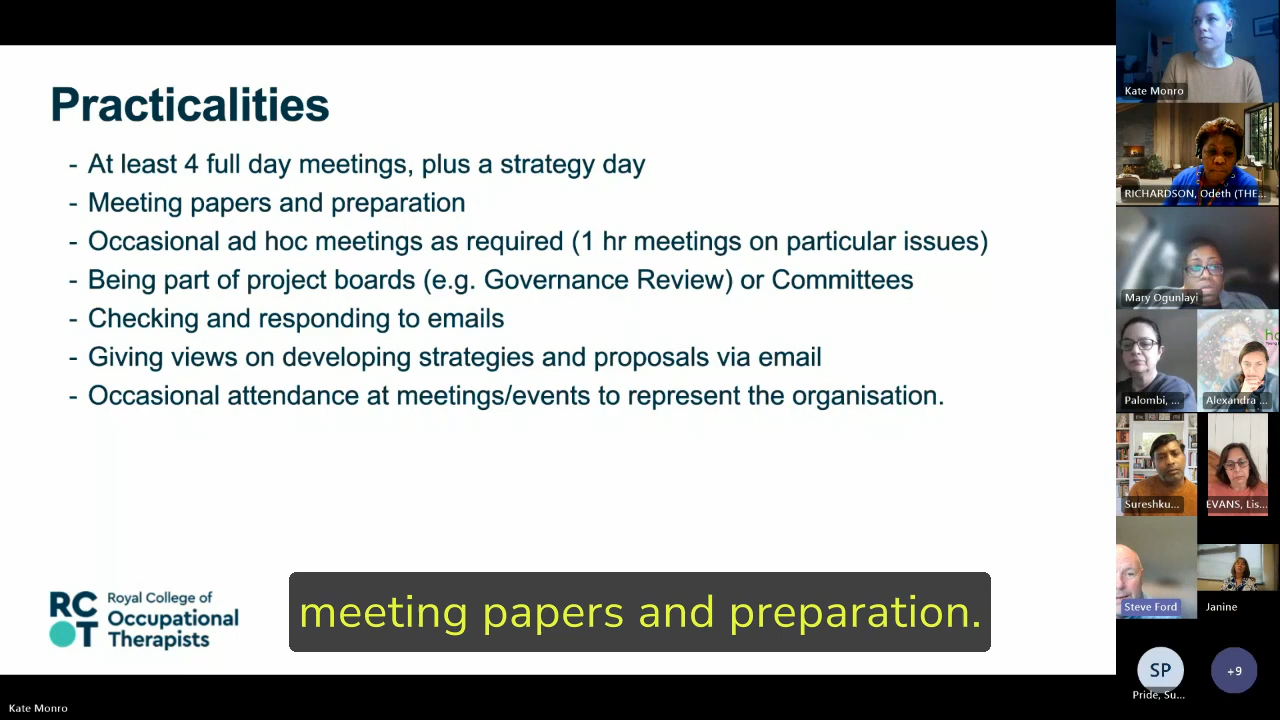 Practicalities
- At least 4 full day meetings, plus a strategy day
- Meeting papers and preparation
- Occasional ad hoc meetings as required (1 hr meetings on particular issues)
- Being part of project boards (e.g. Governance Review) or Committees
- Checking and responding to emails
- Giving views on developing strategies and proposals via email
- Occasional attendance at meetings/events to represent the organisation.
RC
OT
Royal College of
Occupational
Therapists
meeting papers and preparation.
Kate Monro
Kate Monro
RICHARDSON, Odeth (THE...
Mary Ogunlayi
Palombi, ...
Alexandra ...
Sureshku...
EVANS, Lis...
Steve Ford
Janine
SP
Pride, Su...
+9